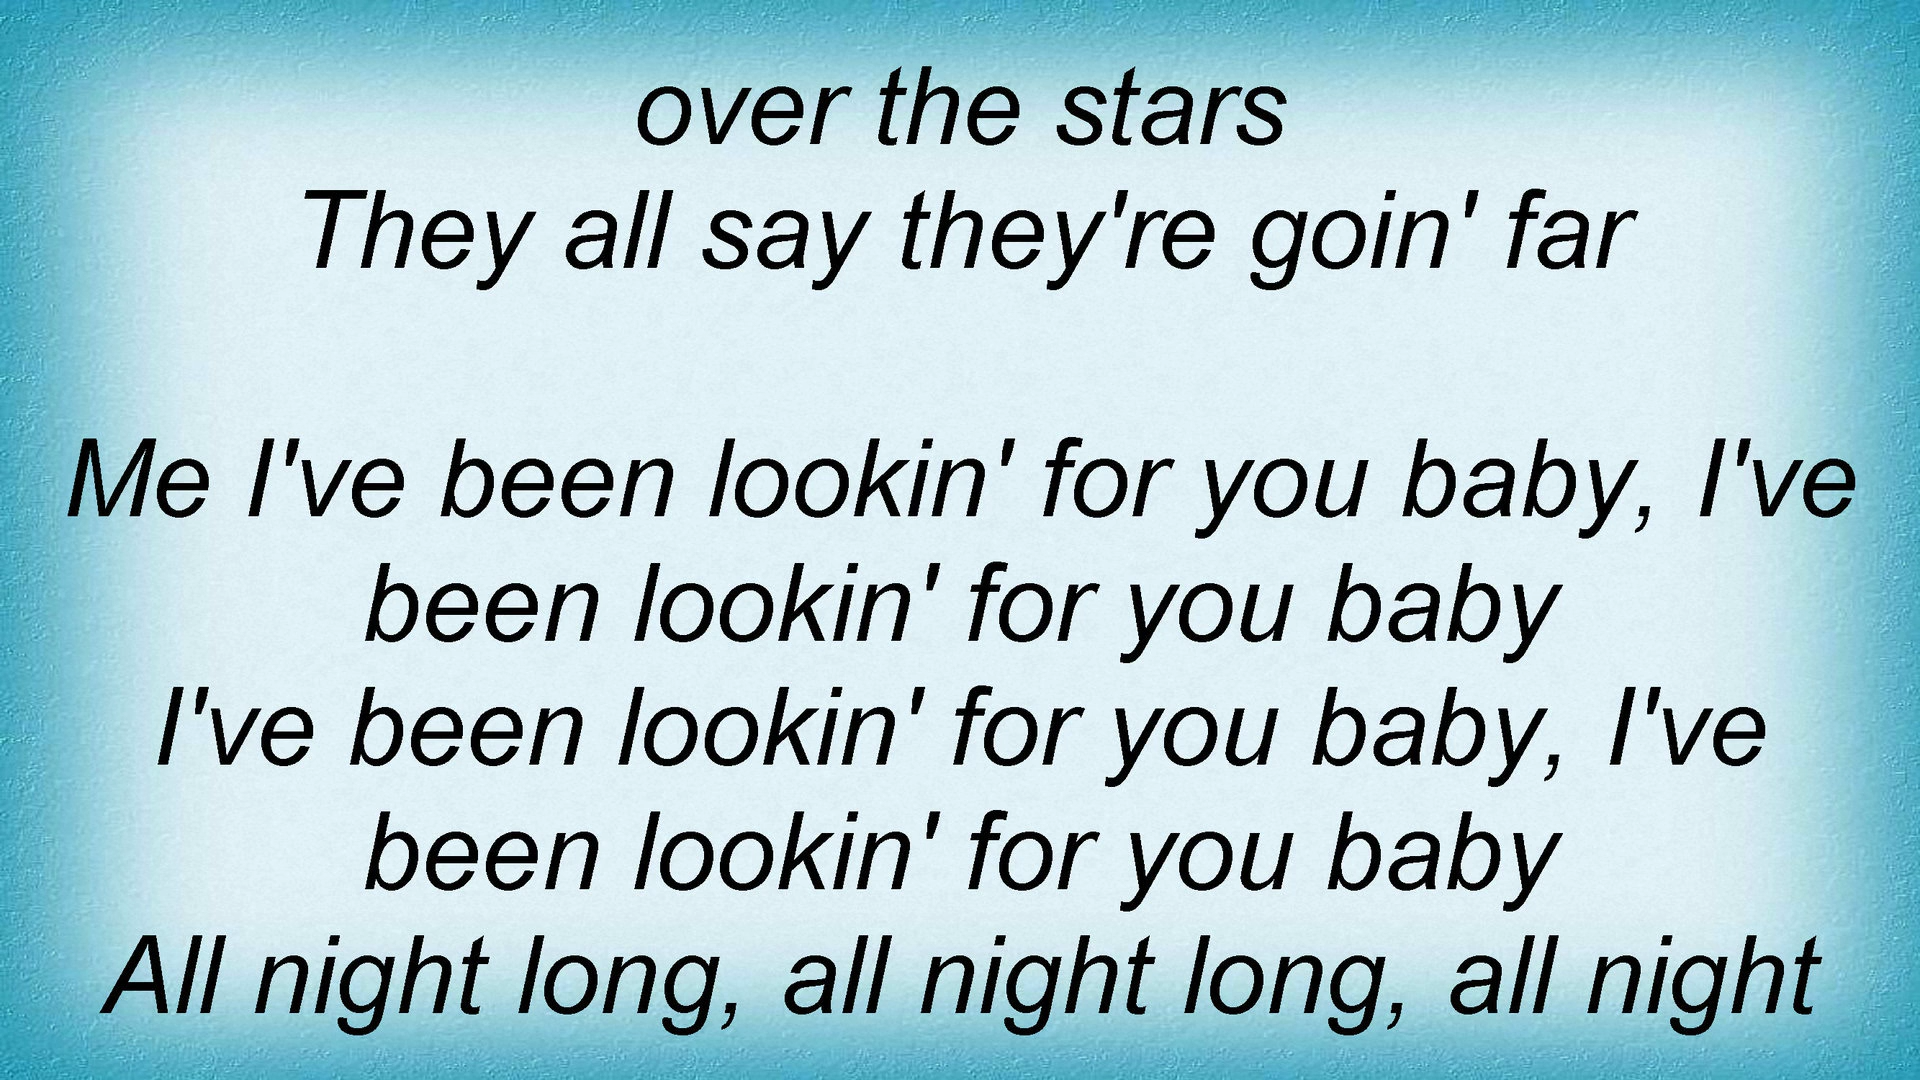 over the stars
They all say they're goin' far
Me I've been lookin' for you baby, I've
been lookin' for you baby
I've been lookin' for you baby, I've
been lookin' for you baby
All night long, all night long, all night